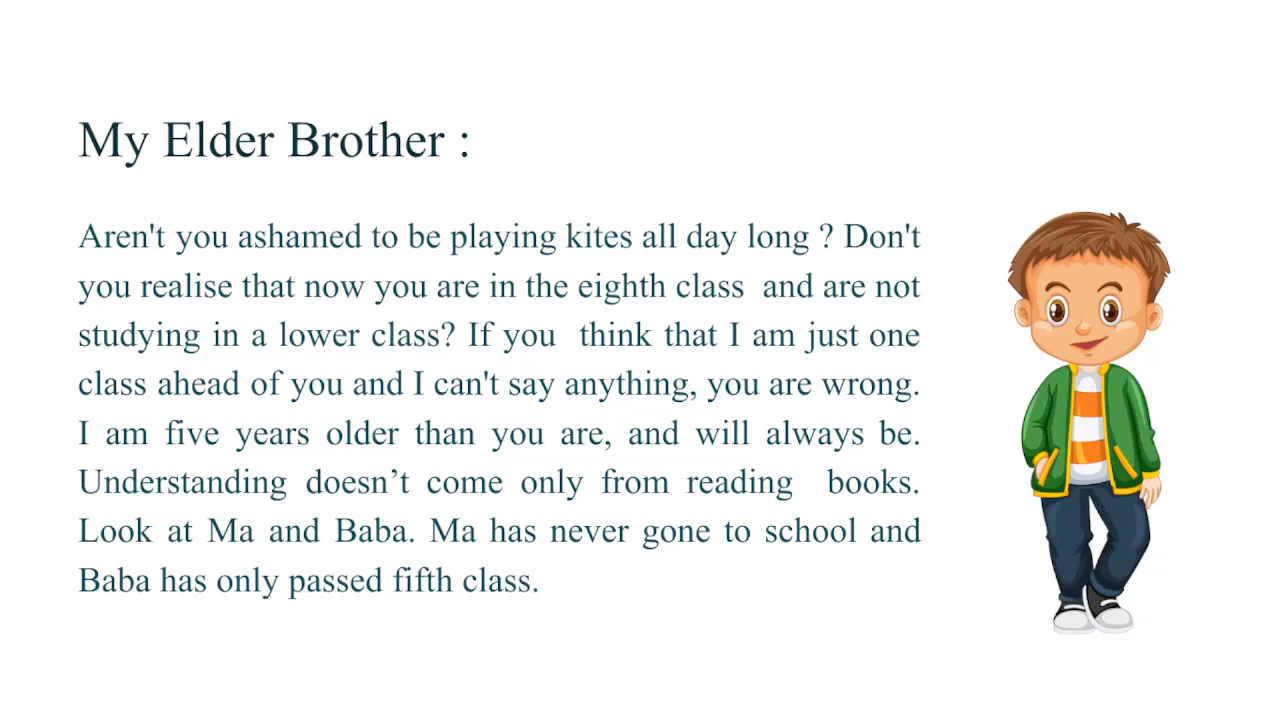 My Elder Brother :
Aren't you ashamed to be playing kites all day long ? Don't
you realise that now you are in the eighth class  and are not
studying in a lower class? If you  think that I am just one
class ahead of you and I can't say anything, you are wrong.
I am five years older than you are, and will always be.
Understanding doesn’t come only from reading  books.
Look at Ma and Baba. Ma has never gone to school and
Baba has only passed fifth class.